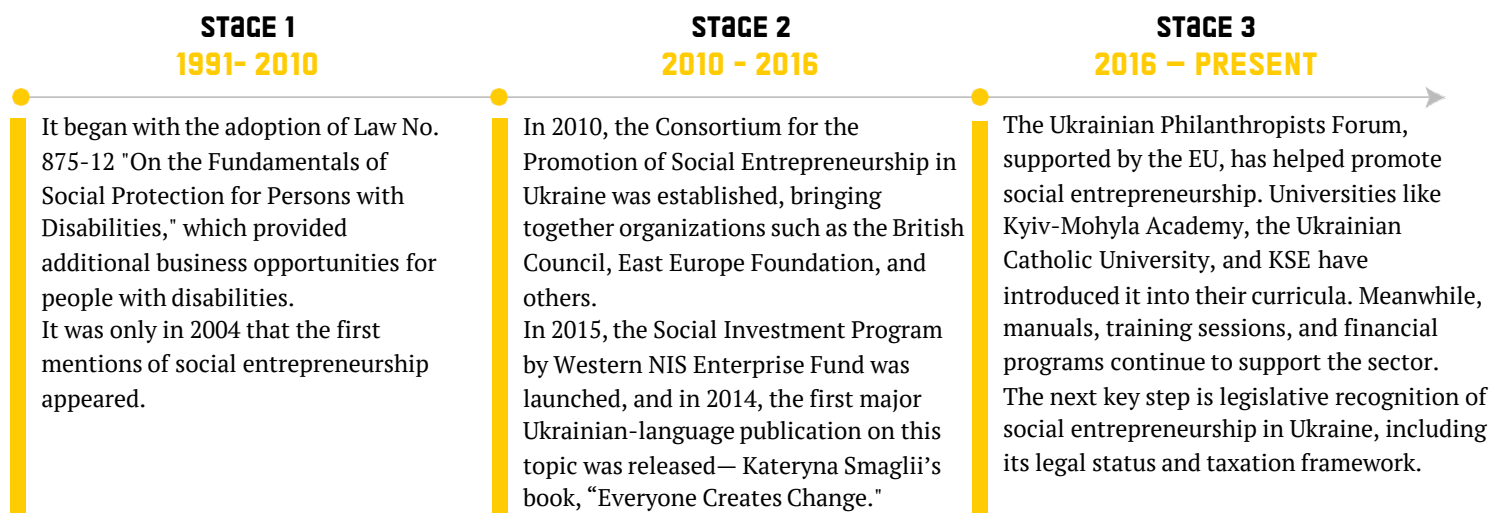 STAGE 1
1991- 2010
It began with the adoption of Law No.
875-12 "On the Fundamentals of
Social Protection for Persons with
Disabilities," which provided
additional business opportunities for
people with disabilities.
It was only in 2004 that the first
mentions of social entrepreneurship
appeared.
STAGE 2
2010 - 2016
In 2010, the Consortium for the
Promotion of Social Entrepreneurship in
Ukraine was established, bringing
together organizations such as the British
Council, East Europe Foundation, and
others.
In 2015, the Social Investment Program
by Western NIS Enterprise Fund was
launched, and in 2014, the first major
Ukrainian-language publication on this
topic was released— Kateryna Smaglii’s
book, “Everyone Creates Change."
STAGE 3
2016 – PRESENT
The Ukrainian Philanthropists Forum,
supported by the EU, has helped promote
social entrepreneurship. Universities like
Kyiv-Mohyla Academy, the Ukrainian
Catholic University, and KSE have
introduced it into their curricula. Meanwhile,
manuals, training sessions, and financial
programs continue to support the sector.
The next key step is legislative recognition of
social entrepreneurship in Ukraine, including
its legal status and taxation framework.